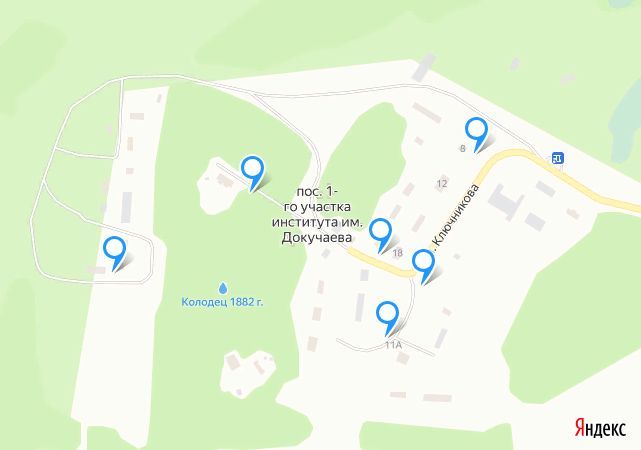 8
12
. Ключникова
пос. 1-
го участка
института им.
Докучаева
18
Колодец 1882 г.
11А
Яндекс